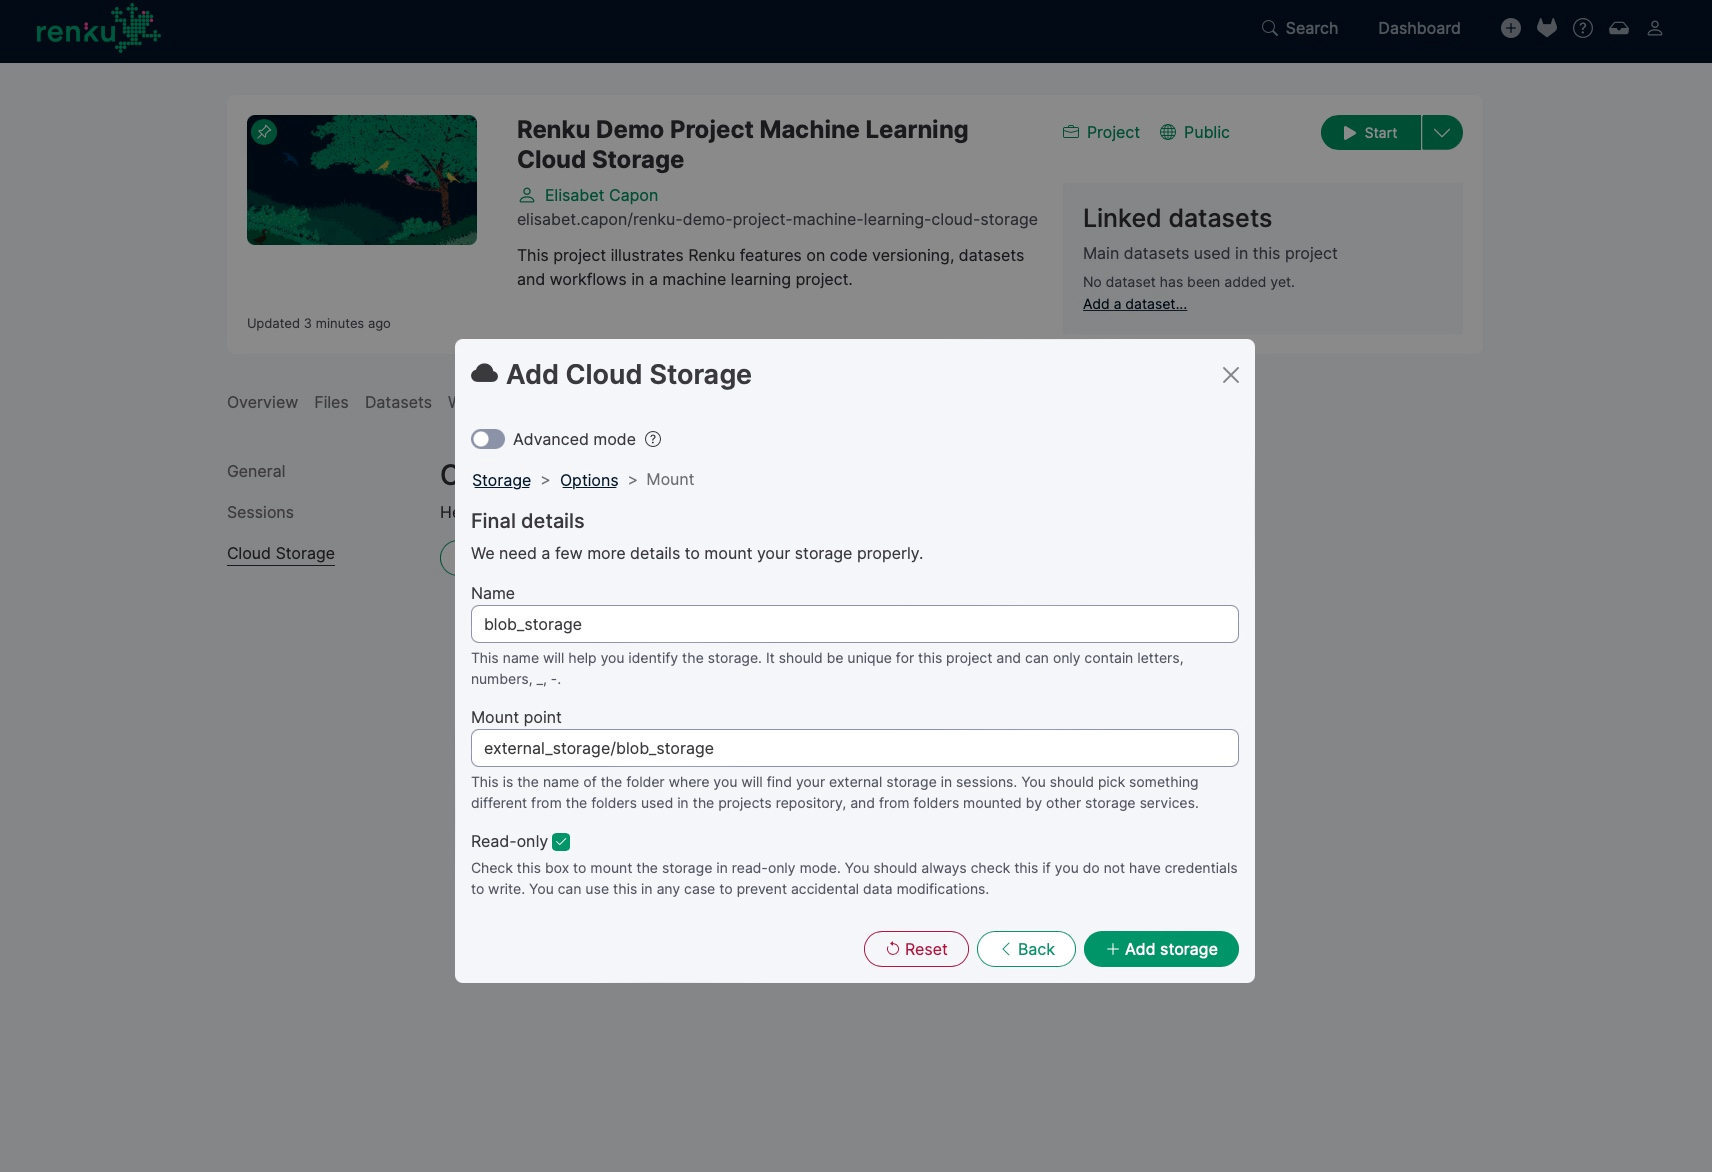 renku
Search
Dashboard
Renku Demo Project Machine Learning
Cloud Storage
Elisabet Capon
elisabet.capon/renku-demo-project-machine-learning-cloud-storage
This project illustrates Renku features on code versioning, datasets
and workflows in a machine learning project.
Updated 3 minutes ago
Project
Public
Start
Linked datasets
Main datasets used in this project
No dataset has been added yet.
Add a dataset...
Overview
Files
Datasets
General
Sessions
Cloud Storage
Add Cloud Storage
Advanced mode
Storage > Options > Mount
Final details
We need a few more details to mount your storage properly.
Name
blob_storage
This name will help you identify the storage. It should be unique for this project and can only contain letters,
numbers, _, -.
Mount point
external_storage/blob_storage
This is the name of the folder where you will find your external storage in sessions. You should pick something
different from the folders used in the projects repository, and from folders mounted by other storage services.
Read-only
Check this box to mount the storage in read-only mode. You should always check this if you do not have credentials
to write. You can use this in any case to prevent accidental data modifications.
Reset
Back
Add storage